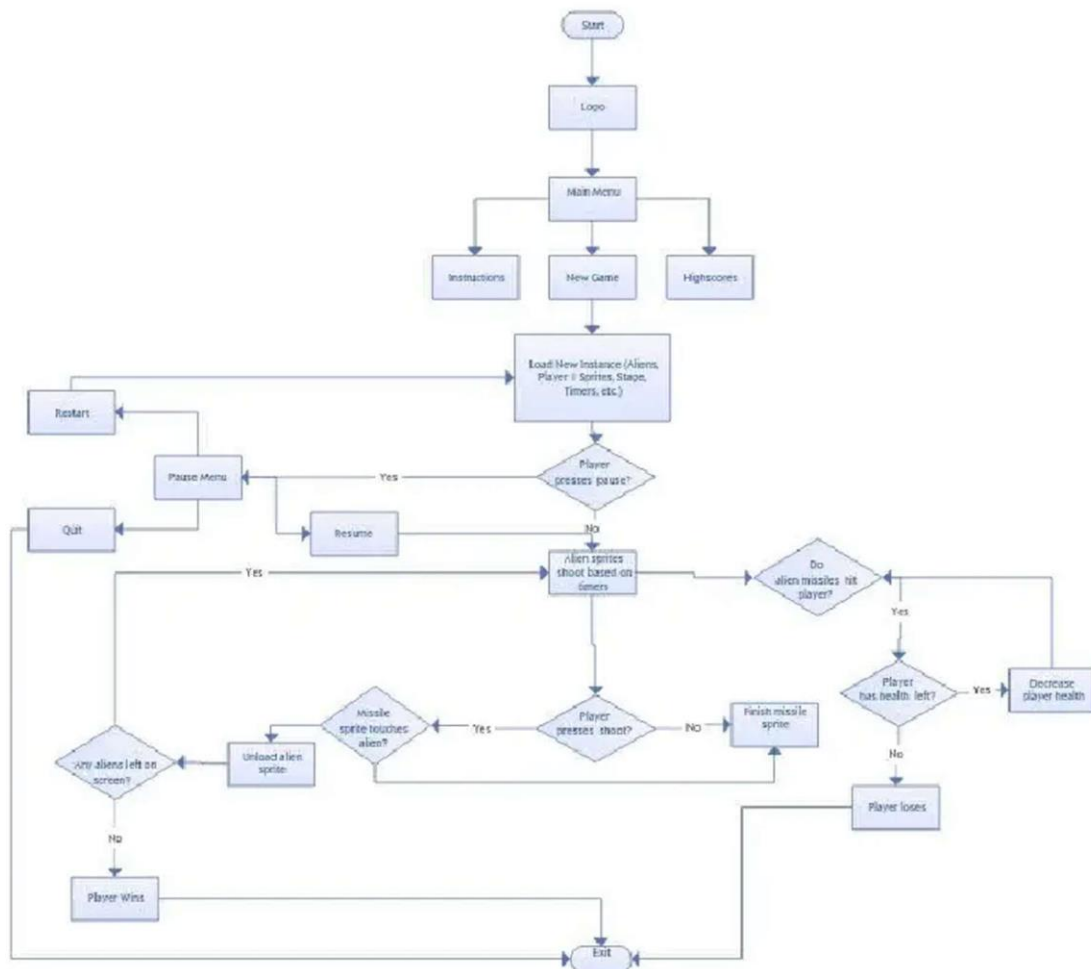 Start
Logo
Main Menu
Instructions
New Game
Highscores
Load New Instance (Aliens,
Player Sprites, Stage,
Timers, etc.)
Restart
Pause Menu
Yes
Player
presses pause?
Quit
Resume
No
Yes
Alien sprites
shoot based on
timers
Do
alien missiles hit
player?
Yes
Player
has health left?
Yes
Decrease
player health
Missile
sprite touches
alien?
Yes
Player
presses shoot?
No
Finish missile
sprite
Any aliens left on
screen?
Unload alien
sprite
No
Player loses
No
Player Wins
Exit